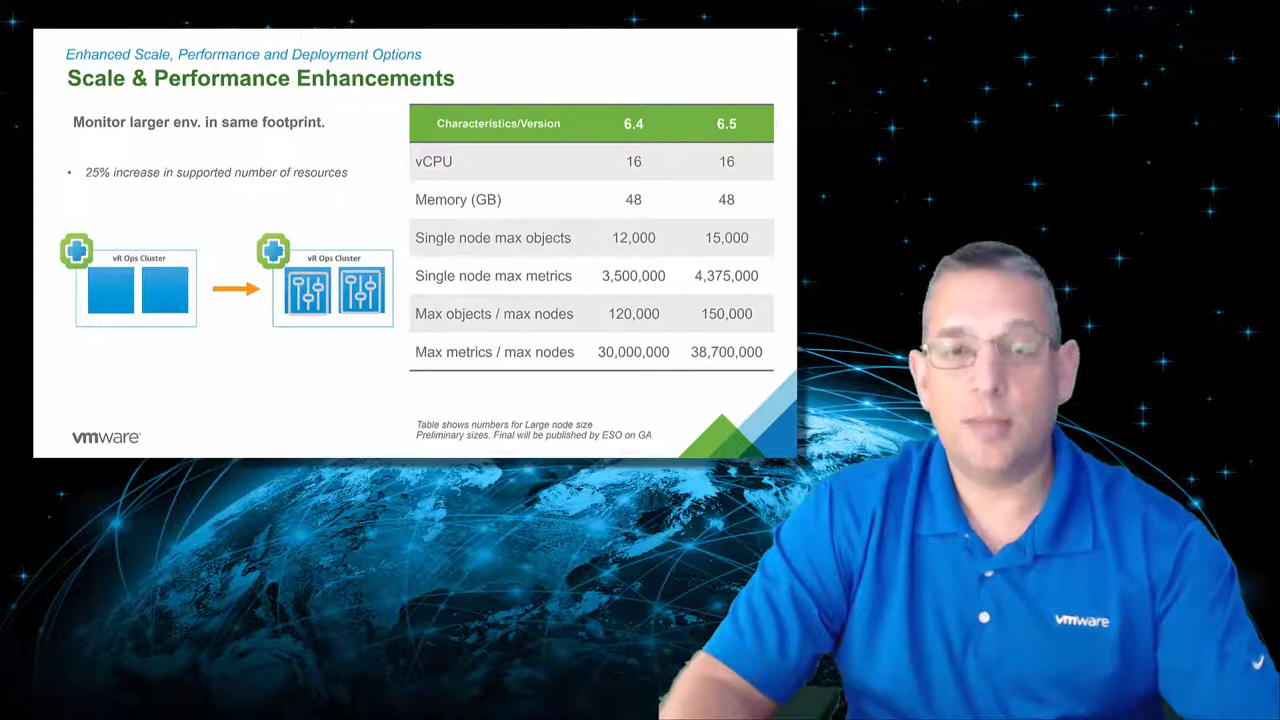 Enhanced Scale, Performance and Deployment Options
Scale & Performance Enhancements
Monitor larger env. in same footprint.
• 25% increase in supported number of resources
vR Ops Cluster
vR Ops Cluster
Characteristics/Version 6.4 6.5
vCPU 16 16
Memory (GB) 48 48
Single node max objects 12,000 15,000
Single node max metrics 3,500,000 4,375,000
Max objects / max nodes 120,000 150,000
Max metrics / max nodes 30,000,000 38,700,000
Table shows numbers for Large node size
Preliminary sizes. Final will be published by ESO on GA
vmware
vmware